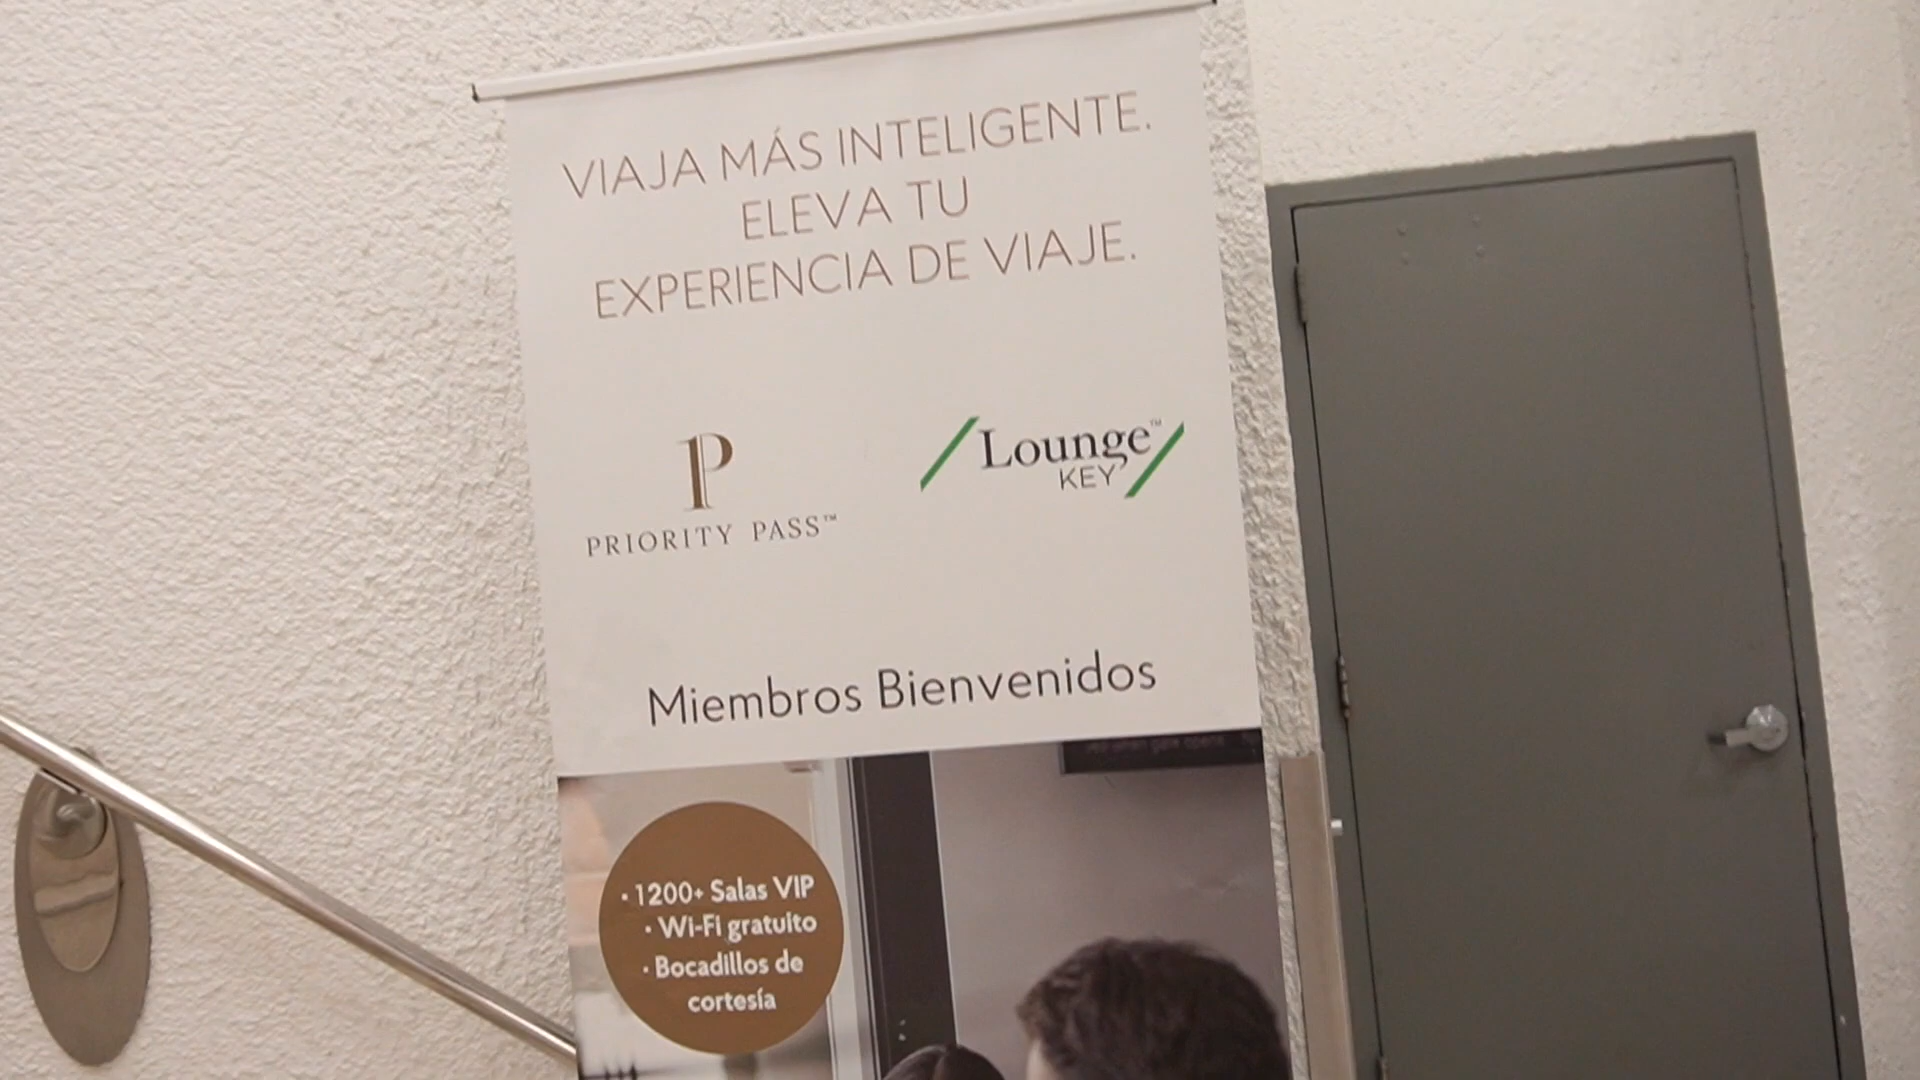 VIAJA MÁS INTELIGENTE.
ELEVA TU
EXPERIENCIA DE VIAJE.
P
PRIORITY PASS™
Lounge™
KEY
Miembros Bienvenidos
• 1200+ Salas VIP
• Wi-Fi gratuito
• Bocadillos de
cortesía